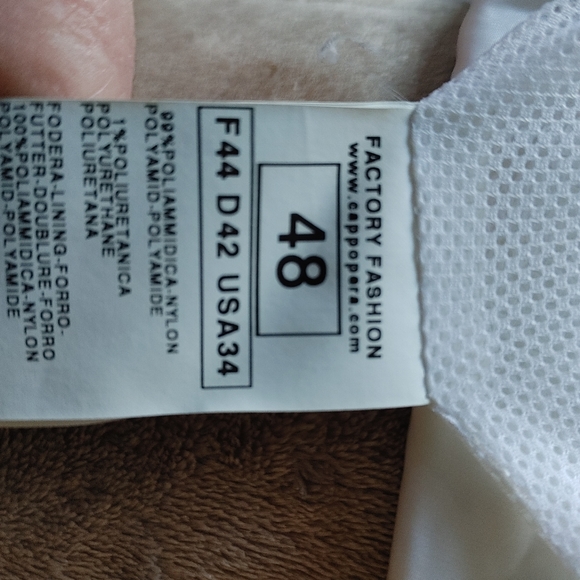 FACTORY FASHION
www.cappopera.com
48
F44 D42 USA34
99%POLIAMMIDICA-NYLON
POLYAMID-POLYAMIDE
1%POLIURETANICA
POLYURETHANE
POLIURETANA
FODERA-LINING-FORRO-
FUTTER-DOUBLURE-FORRO
100%POLIAMMIDICA-NYLON
POLYAMID-POLYAMIDE